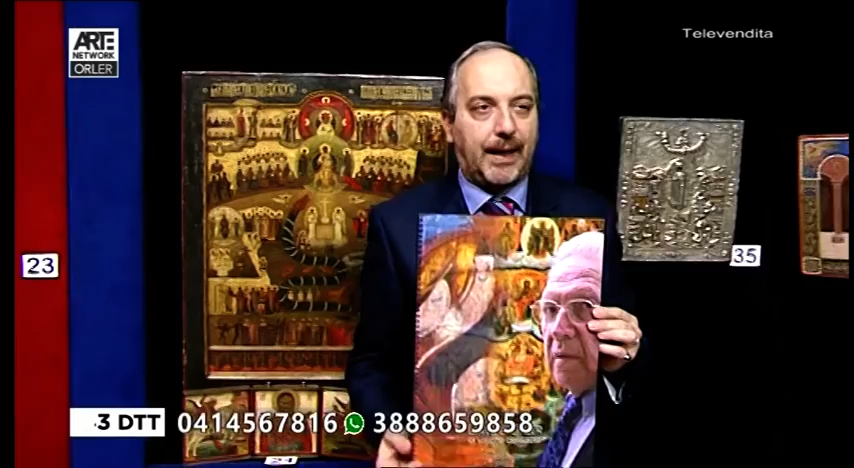 ARTE
NETWORK
ORLER
Televendita
23
35
3 DTT 0414567816 3888659858